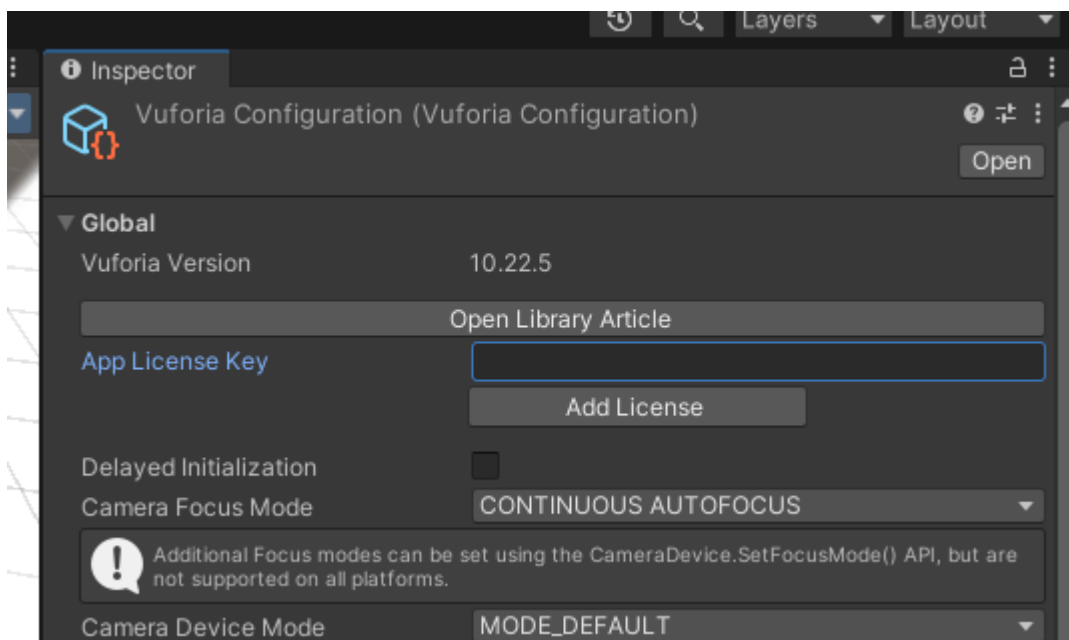 Layers
Layout
Inspector
Vuforia Configuration (Vuforia Configuration)
Open
Global
Vuforia Version 10.22.5
Open Library Article
App License Key
Add License
Delayed Initialization
Camera Focus Mode CONTINUOUS AUTOFOCUS
Additional Focus modes can be set using the CameraDevice.SetFocusMode() API, but are
not supported on all platforms.
Camera Device Mode MODE_DEFAULT